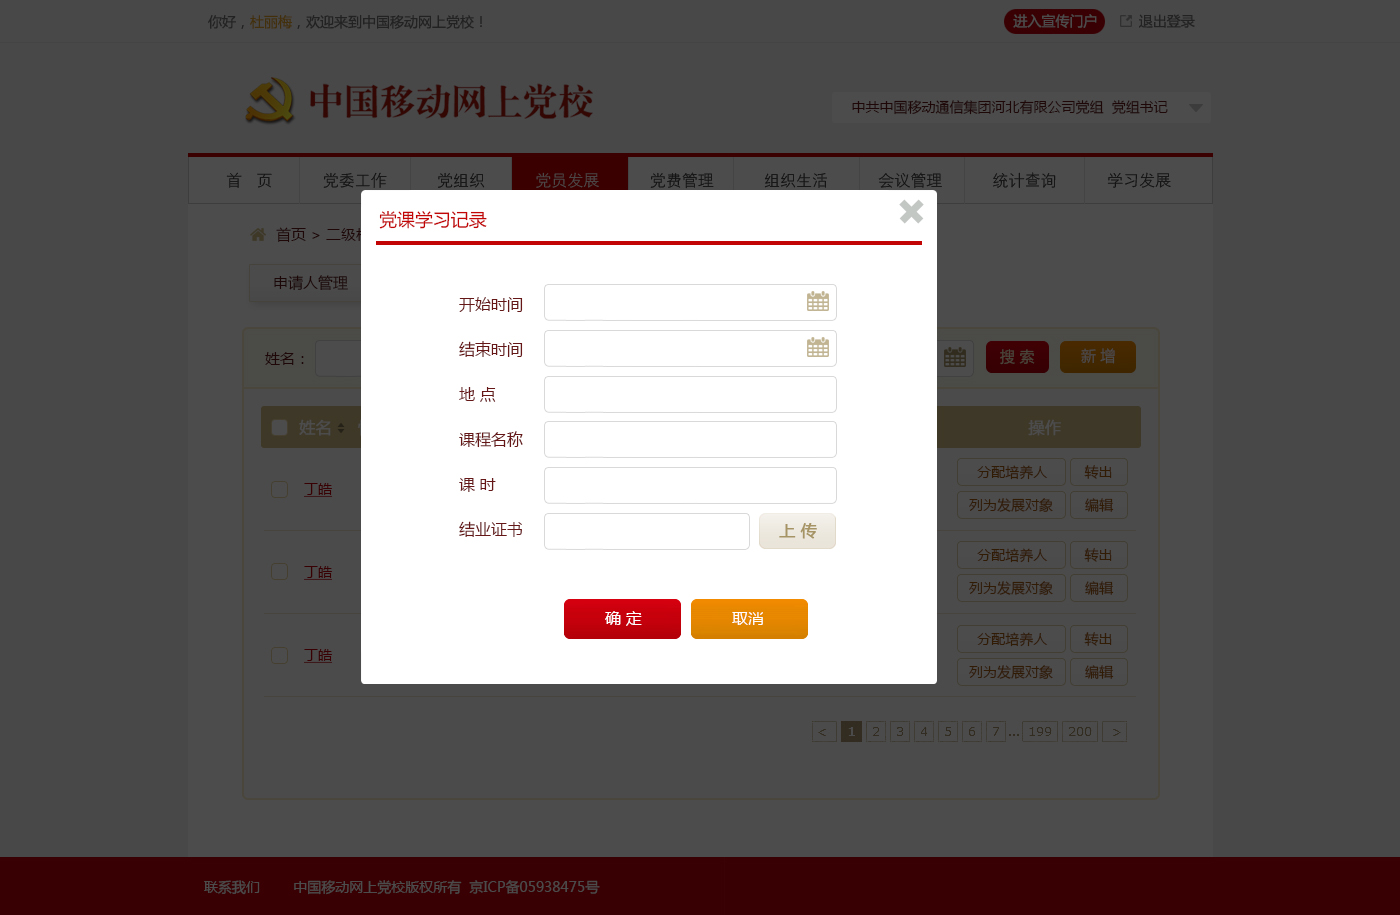 你好，杜丽梅，欢迎来到中国移动网上党校！
进入宣传门户 退出登录
中国移动网上党校
中共中国移动通信集团河北有限公司党组 党组书记
首 页 党委工作 党组织 党员发展 党费管理 组织生活 会议管理 统计查询 学习发展
党课学习记录
首页 > 二级
申请人管理
开始时间
结束时间
姓名： 搜 索 新 增
地 点
姓名 操作
课程名称
课 时
结业证书 上 传
丁皓 分配培养人 转出
列为发展对象 编辑
丁皓 分配培养人 转出
列为发展对象 编辑
确 定 取消
丁皓 分配培养人 转出
列为发展对象 编辑
< 1 2 3 4 5 6 7 ... 199 200 >
联系我们 中国移动网上党校版权所有 京ICP备05938475号